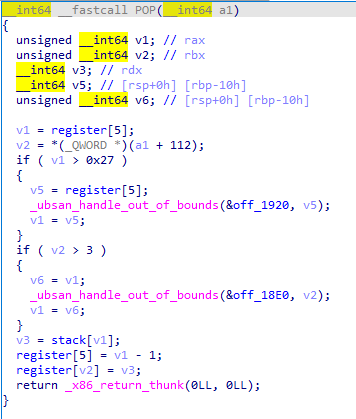 __int64 __fastcall POP(__int64 a1)
{
unsigned __int64 v1; // rax
unsigned __int64 v2; // rbx
__int64 v3; // rdx
__int64 v5; // [rsp+0h] [rbp-10h]
unsigned __int64 v6; // [rsp+0h] [rbp-10h]
v1 = register[5];
v2 = *(_QWORD *)(a1 + 112);
if ( v1 > 0x27 )
{
v5 = register[5];
_ubsan_handle_out_of_bounds(&off_1920, v5);
v1 = v5;
}
if ( v2 > 3 )
{
v6 = v1;
_ubsan_handle_out_of_bounds(&off_18E0, v2);
v1 = v6;
}
v3 = stack[v1];
register[5] = v1 - 1;
register[v2] = v3;
return _x86_return_thunk(0LL, 0LL);
}